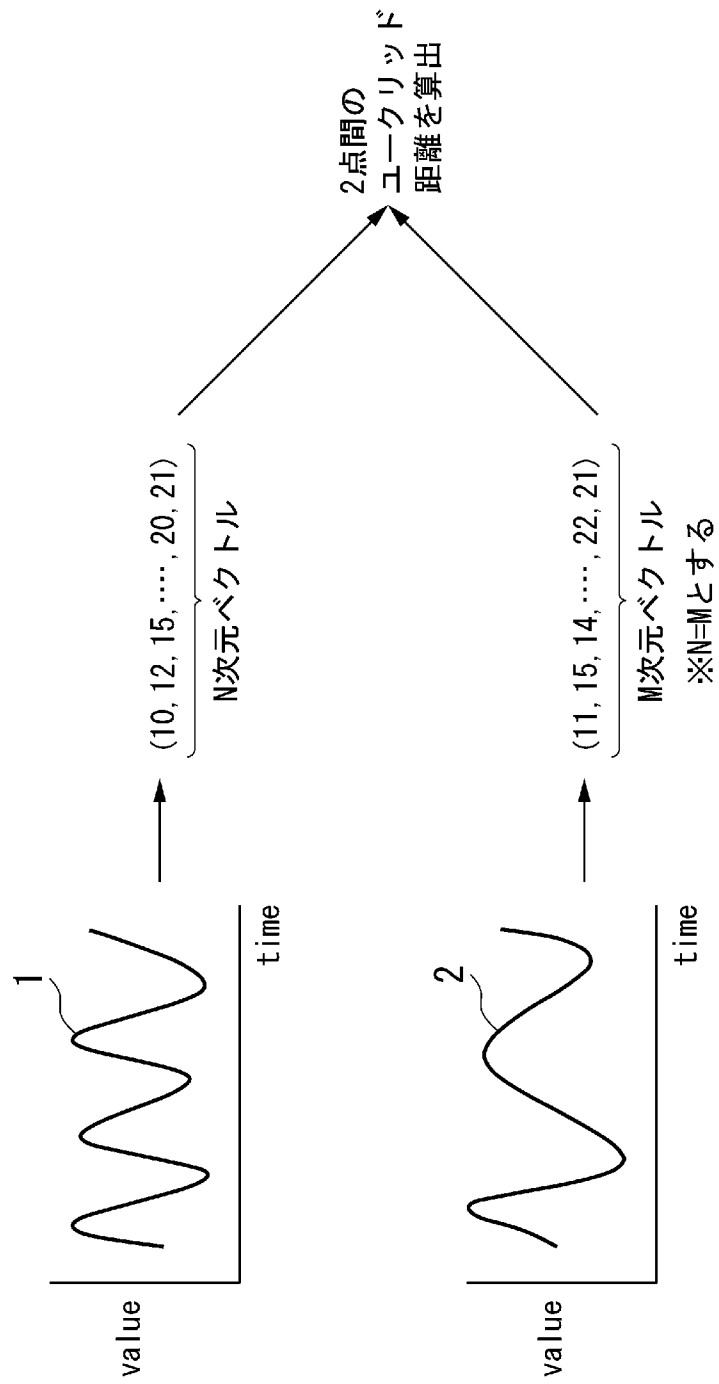 value
1
time
(10, 12, 15, ‥‥, 20, 21)
N次元ベクトル
value
2
time
(11, 15, 14, ‥‥, 22, 21)
M次元ベクトル
※N=Mとする
2点間の
ユークリッド
距離を算出